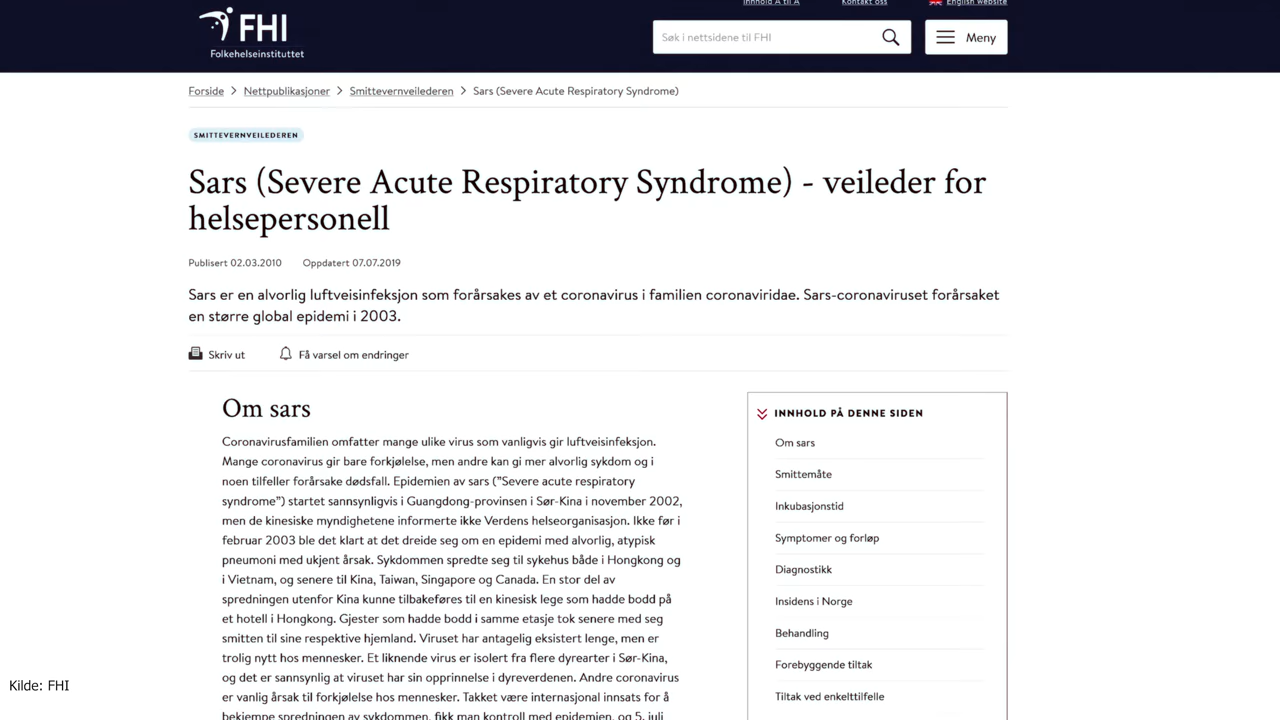 Innhold A til Å
Kontakt oss
English website
FHI
Folkehelseinstituttet
Søk i nettsidene til FHI
Meny
Forside > Nettpublikasjoner > Smittevernveilederen > Sars (Severe Acute Respiratory Syndrome)
SMITTEVERNVEILEDEREN
Sars (Severe Acute Respiratory Syndrome) - veileder for
helsepersonell
Publisert 02.03.2010 Oppdatert 07.07.2019
Sars er en alvorlig luftveisinfeksjon som forårsakes av et coronavirus i familien coronaviridae. Sars-coronaviruset forårsaket
en større global epidemi i 2003.
Skriv ut
Få varsel om endringer
Om sars
Coronavirusfamilien omfatter mange ulike virus som vanligvis gir luftveisinfeksjon.
Mange coronavirus gir bare forkjølelse, men andre kan gi mer alvorlig sykdom og i
noen tilfeller forårsake dødsfall. Epidemien av sars ("Severe acute respiratory
syndrome") startet sannsynligvis i Guangdong-provinsen i Sør-Kina i november 2002,
men de kinesiske myndighetene informerte ikke Verdens helseorganisasjon. Ikke før i
februar 2003 ble det klart at det dreide seg om en epidemi med alvorlig, atypisk
pneumoni med ukjent årsak. Sykdommen spredte seg til sykehus både i Hongkong og
i Vietnam, og senere til Kina, Taiwan, Singapore og Canada. En stor del av
spredningen utenfor Kina kunne tilbakeføres til en kinesisk lege som hadde bodd på
et hotell i Hongkong. Gjester som hadde bodd i samme etasje tok senere med seg
smitten til sine respektive hjemland. Viruset har antagelig eksistert lenge, men er
trolig nytt hos mennesker. Et liknende virus er isolert fra flere dyrearter i Sør-Kina,
og det er sannsynlig at viruset har sin opprinnelse i dyreverdenen. Andre coronavirus
er vanlig årsak til forkjølelse hos mennesker. Takket være internasjonal innsats for å
bekjempe spredningen av sykdommen, fikk man kontroll med epidemien, og 5. juli
INNHOLD PÅ DENNE SIDEN
Om sars
Smittemåte
Inkubasjonstid
Symptomer og forløp
Diagnostikk
Insidens i Norge
Behandling
Forebyggende tiltak
Tiltak ved enkelttilfelle
Kilde: FHI